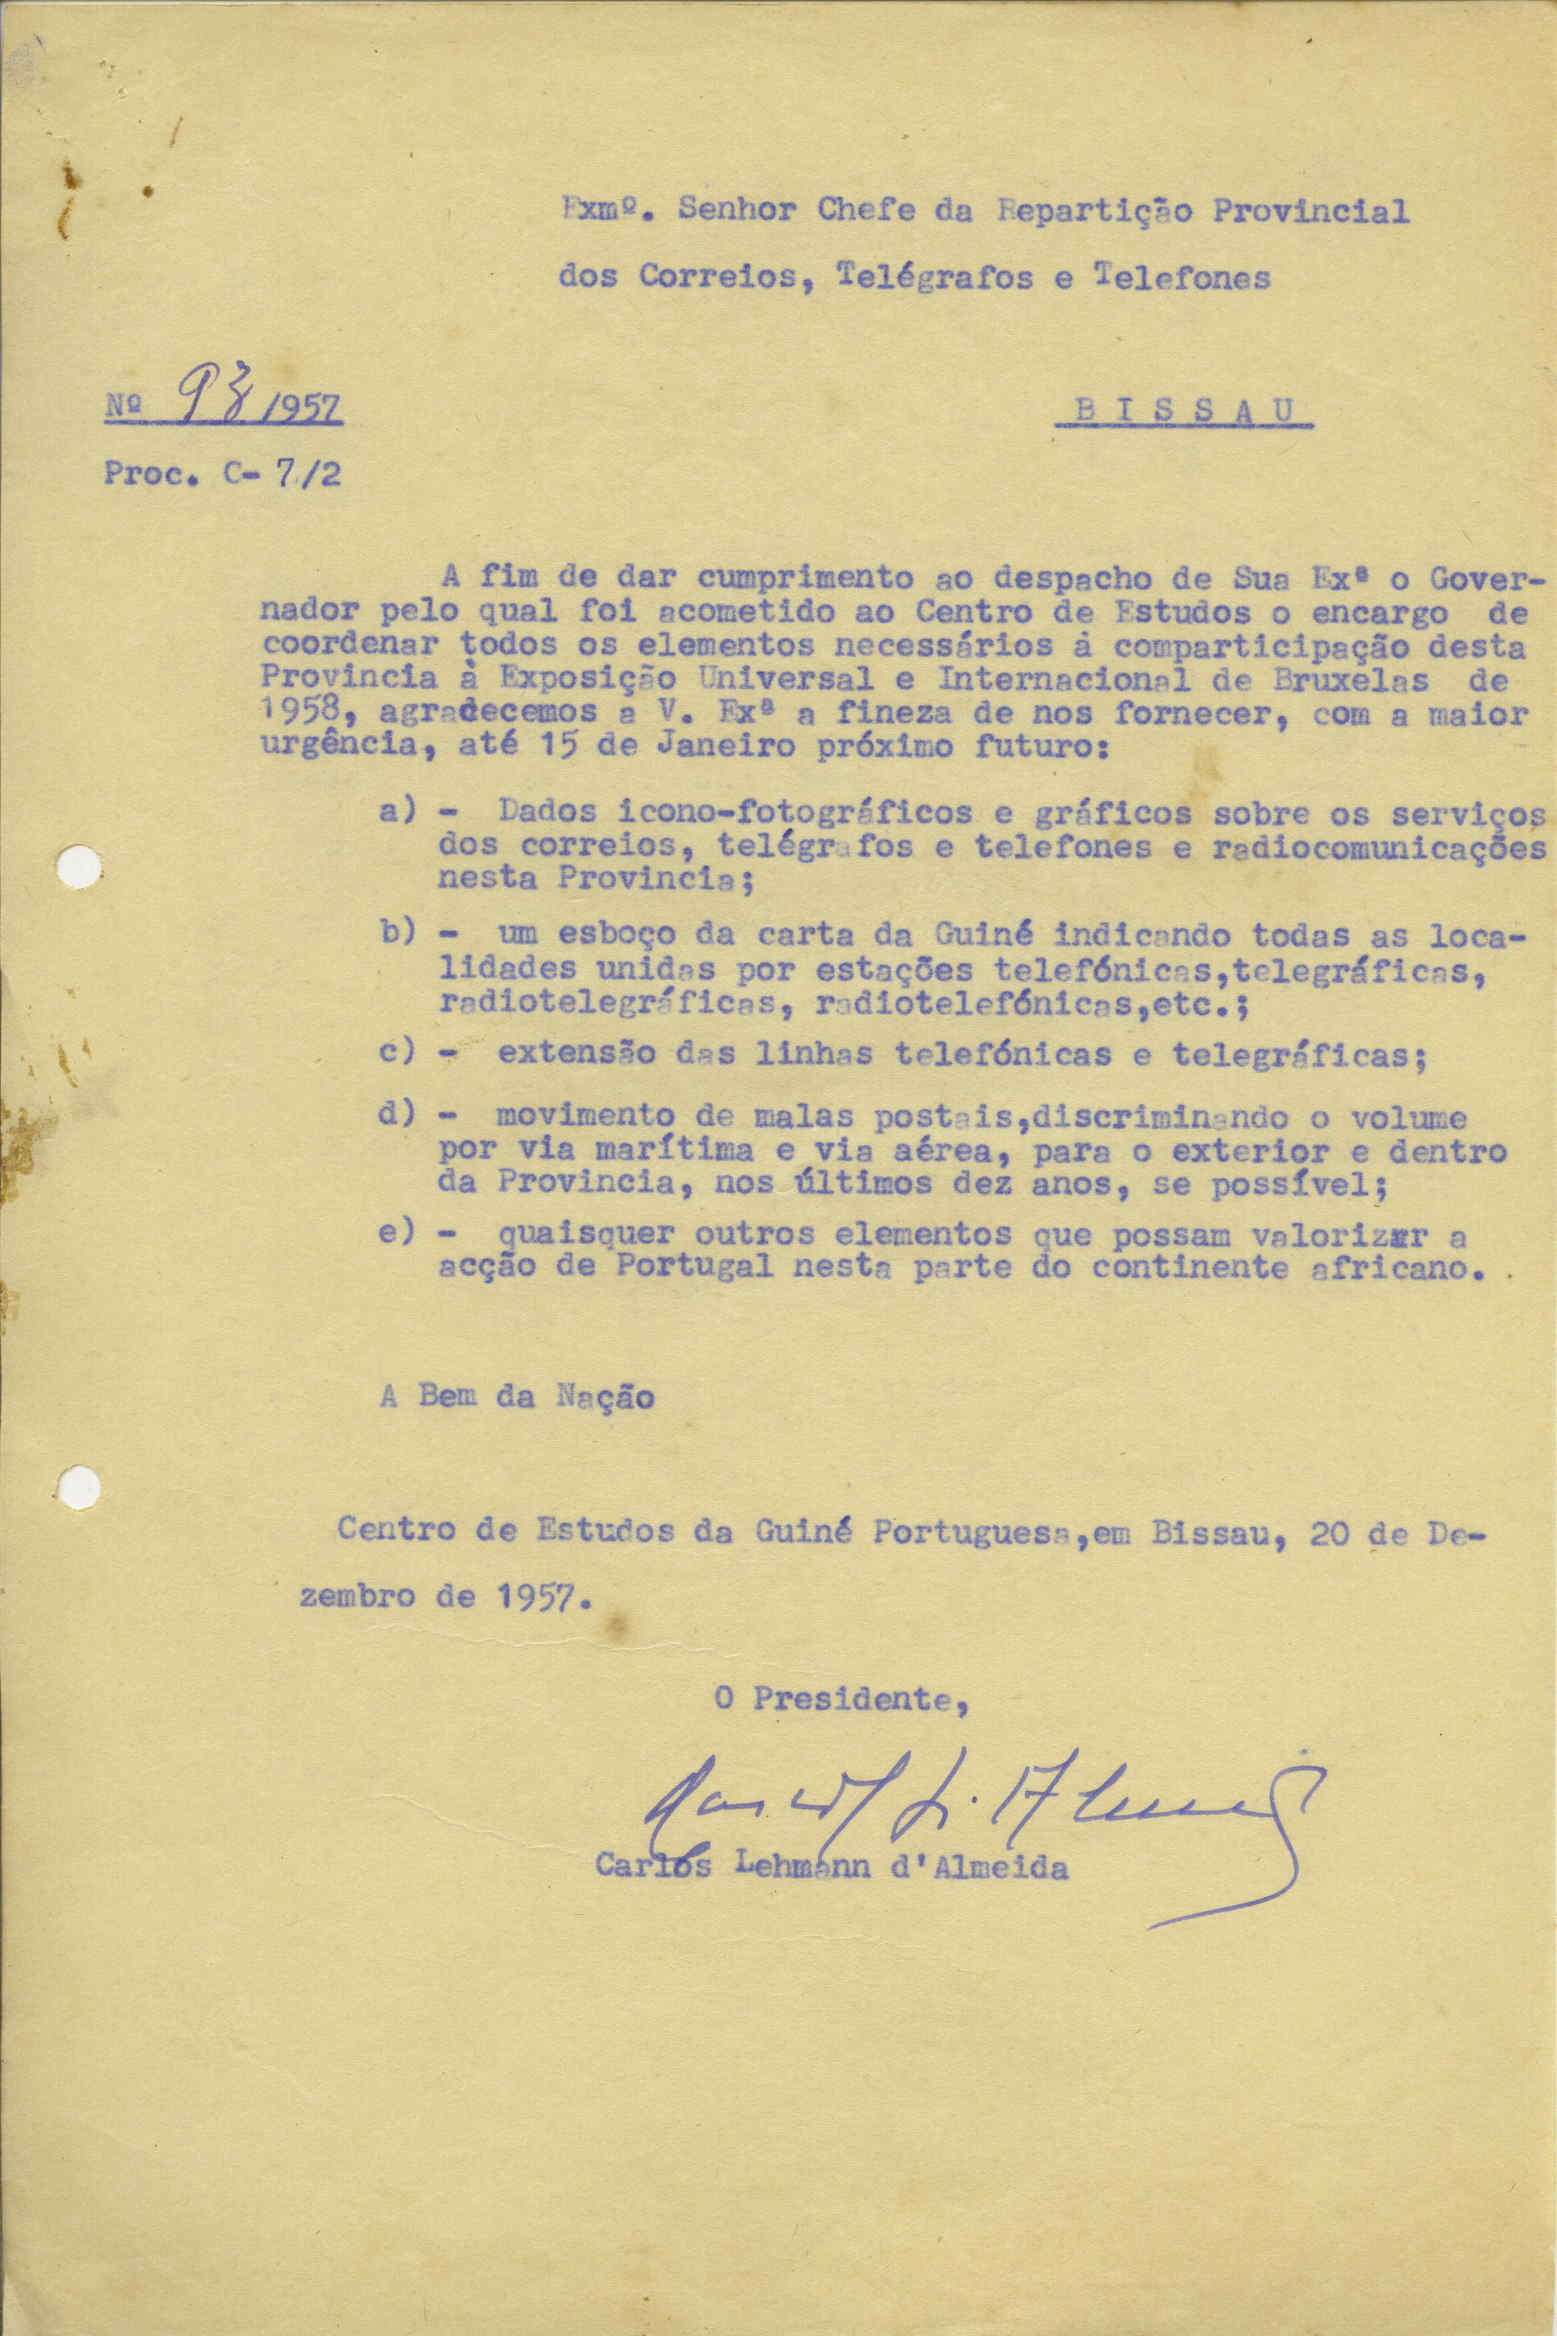 Exmº. Senhor Chefe da Repartição Provincial
dos Correios, Telégrafos e Telefones
Nº 93/1957
B I S S A U
Proc. C- 7/2
A fim de dar cumprimento ao despacho de Sua Exª o Gover-
nador pelo qual foi acometido ao Centro de Estudos o encargo de
coordenar todos os elementos necessários à comparticipação desta
Provincia à Exposição Universal e Internacional de Bruxelas de
1958, agradecemos a V. Exª a fineza de nos fornecer, com a maior
urgência, até 15 de Janeiro próximo futuro:
a) - Dados icono-fotográficos e gráficos sobre os serviços
dos correios, telégrafos e telefones e radiocomunicações
nesta Provincia;
b) - um esboço da carta da Guiné indicando todas as loca-
lidades unidas por estações telefónicas,telegráficas,
radiotelegráficas, radiotelefónicas,etc.;
c) - extensão das linhas telefónicas e telegráficas;
d) - movimento de malas postais,discriminando o volume
por via marítima e via aérea, para o exterior e dentro
da Provincia, nos últimos dez anos, se possível;
e) - quaisquer outros elementos que possam valorizar a
acção de Portugal nesta parte do continente africano.
A Bem da Nação
Centro de Estudos da Guiné Portuguesa,em Bissau, 20 de De-
zembro de 1957.
O Presidente,
Carlos Lehmann d'Almeida